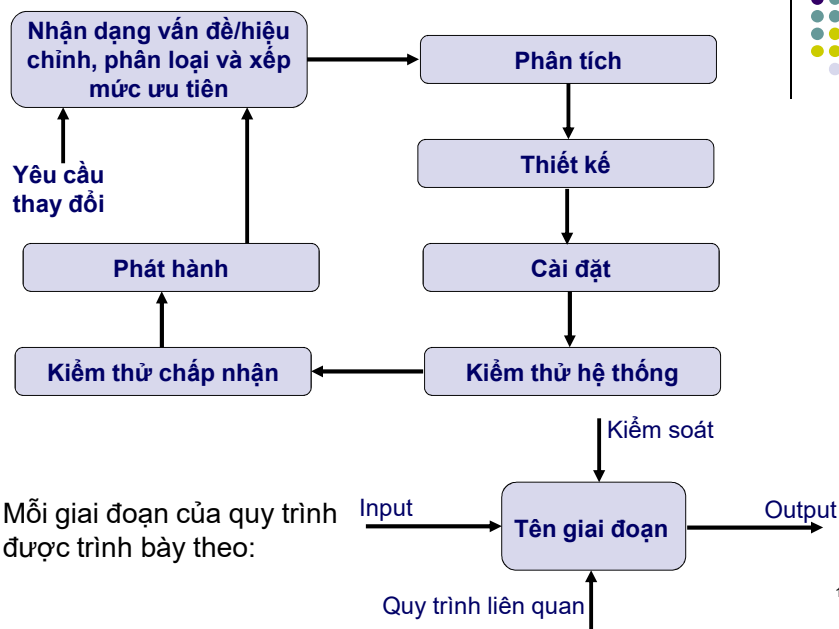 Nhận dạng vấn đề/hiệu
chỉnh, phân loại và xếp
mức ưu tiên
Phân tích
Yêu cầu
thay đổi
Thiết kế
Phát hành
Cài đặt
Kiểm thử chấp nhận
Kiểm thử hệ thống
Kiểm soát
Mỗi giai đoạn của quy trình
được trình bày theo:
Input
Tên giai đoạn
Output
Quy trình liên quan